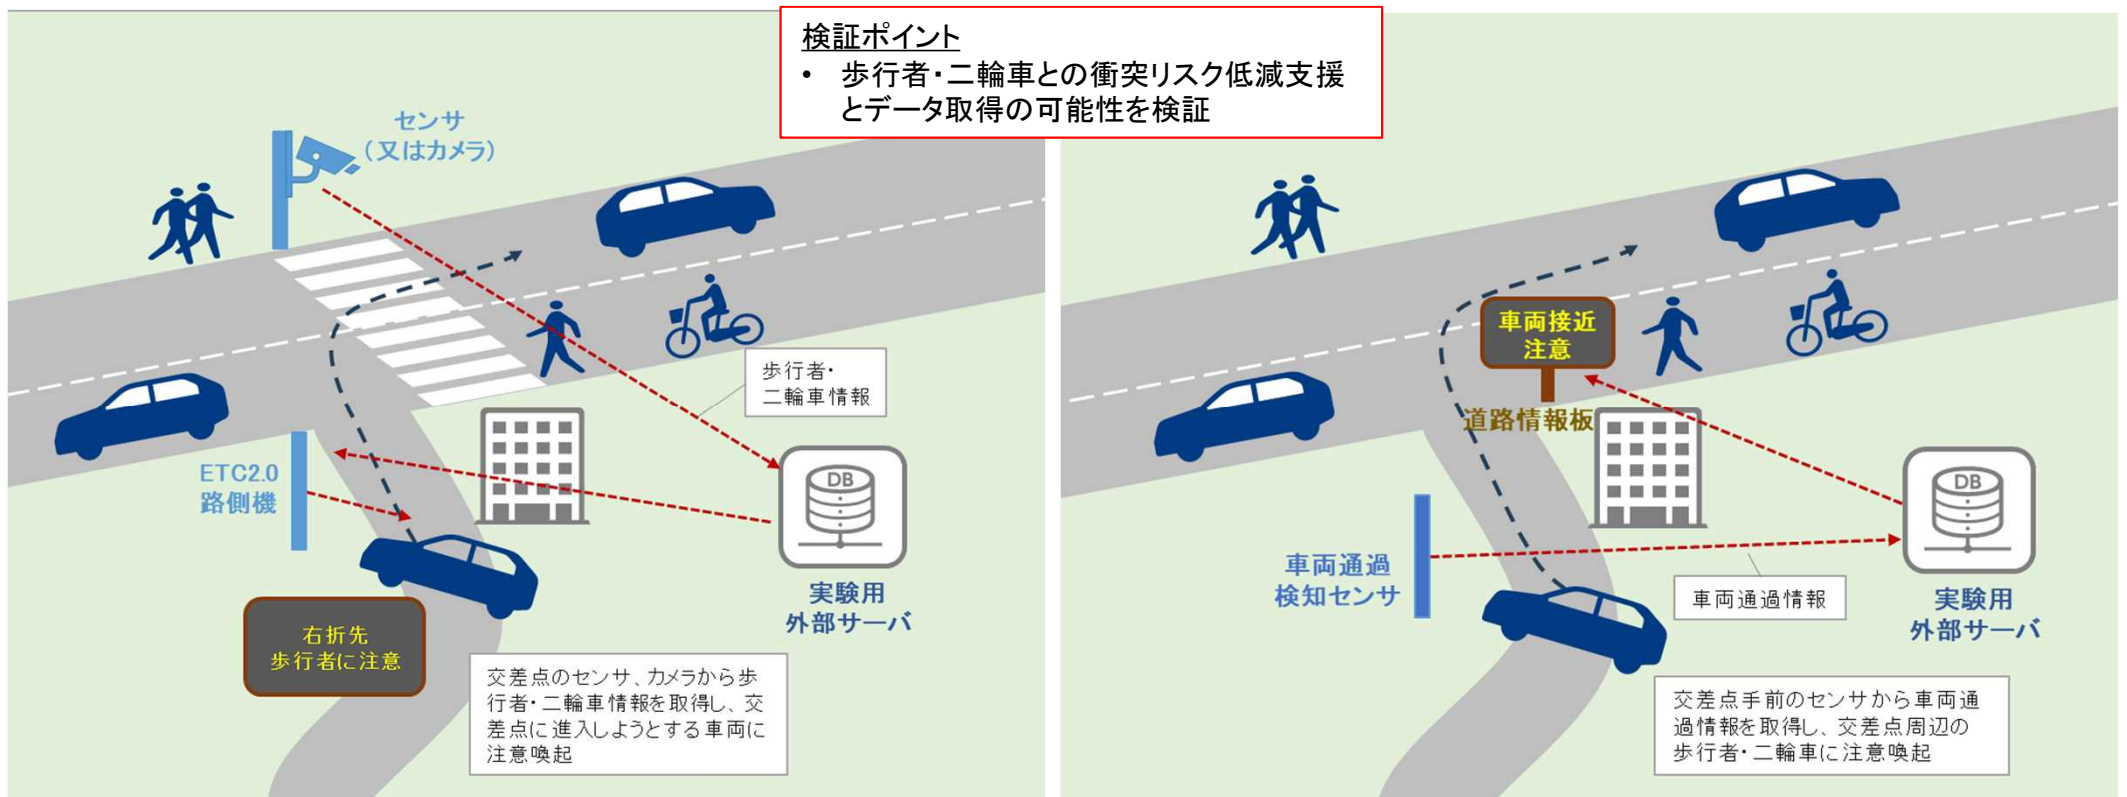 検証ポイント
• 歩行者・二輪車との衝突リスク低減支援
とデータ取得の可能性を検証
センサ
（又はカメラ）
歩行者・
二輪車情報
ETC2.0
路側機
DB
実験用
外部サーバ
右折先
歩行者に注意
交差点のセンサ、カメラから歩
行者・二輪車情報を取得し、交
差点に進入しようとする車両に
注意喚起
車両接近
注意
道路情報板
DB
車両通過
検知センサ
車両通過情報
実験用
外部サーバ
交差点手前のセンサから車両通
過情報を取得し、交差点周辺の
歩行者・二輪車に注意喚起